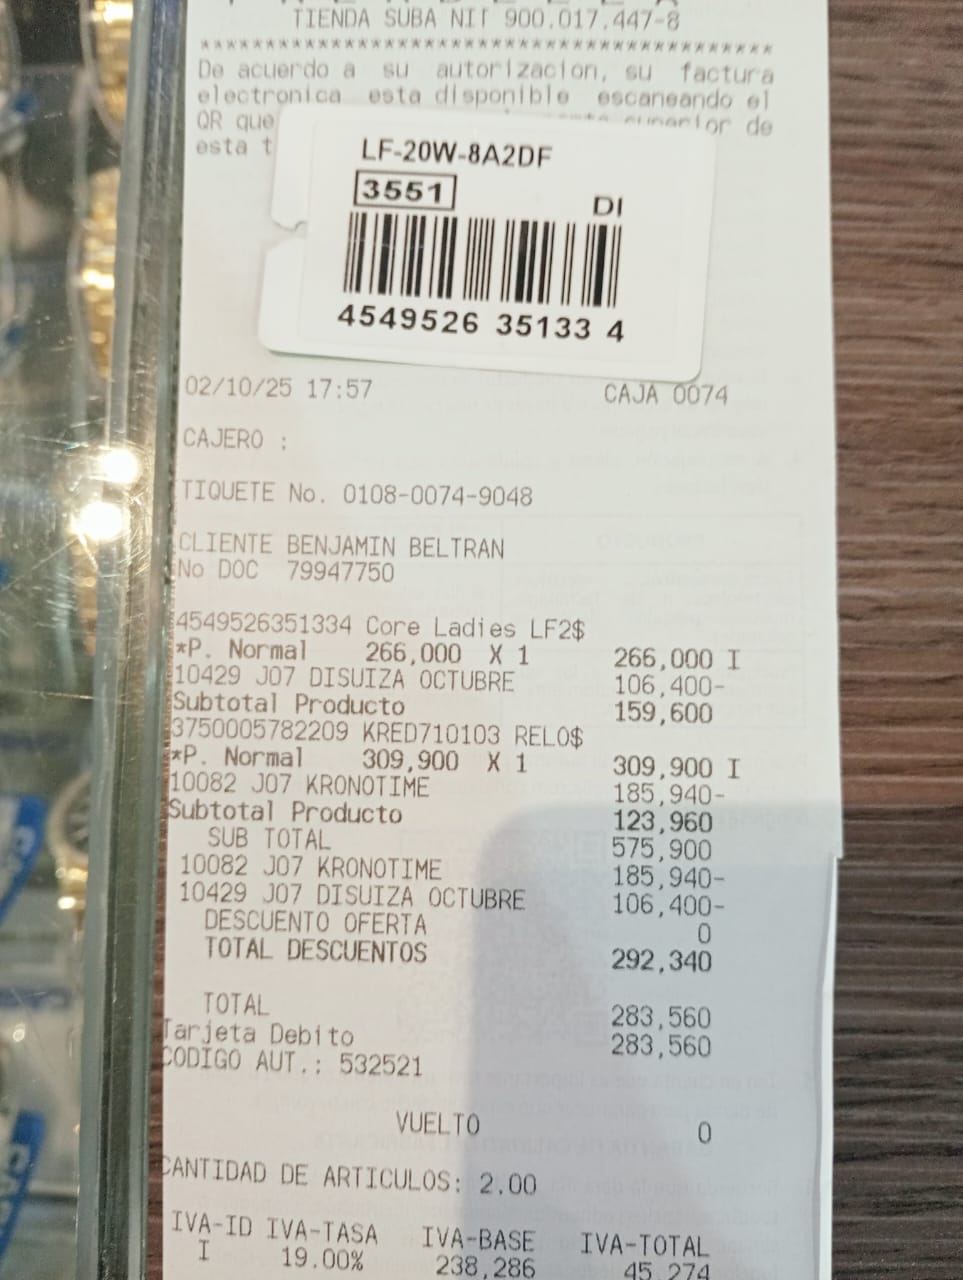 TIENDA SUBA NIT 900.017.447-8
********************************************
De acuerdo a su autorizacion, su factura
electronica esta disponible escaneando el
QR que superior de
esta t
LF-20W-8A2DF
3551
DI
4549526 35133 4
02/10/25 17:57 CAJA 0074
CAJERO :
TIQUETE No. 0108-0074-9048
CLIENTE BENJAMIN BELTRAN
No DOC 79947750
4549526351334 Core Ladies LF2$
*P. Normal 266,000 X 1 266,000 I
10429 J07 DISUIZA OCTUBRE 106,400-
Subtotal Producto 159,600
3750005782209 KRED710103 RELO$
*P. Normal 309,900 X 1 309,900 I
10082 J07 KRONOTIME 185,940-
Subtotal Producto 123,960
SUB TOTAL 575,900
10082 J07 KRONOTIME 185,940-
10429 J07 DISUIZA OCTUBRE 106,400-
DESCUENTO OFERTA 0
TOTAL DESCUENTOS 292,340
TOTAL 283,560
Tarjeta Debito 283,560
CODIGO AUT.: 532521
VUELTO 0
CANTIDAD DE ARTICULOS: 2.00
IVA-ID IVA-TASA IVA-BASE IVA-TOTAL
I 19.00% 238,286 45,274